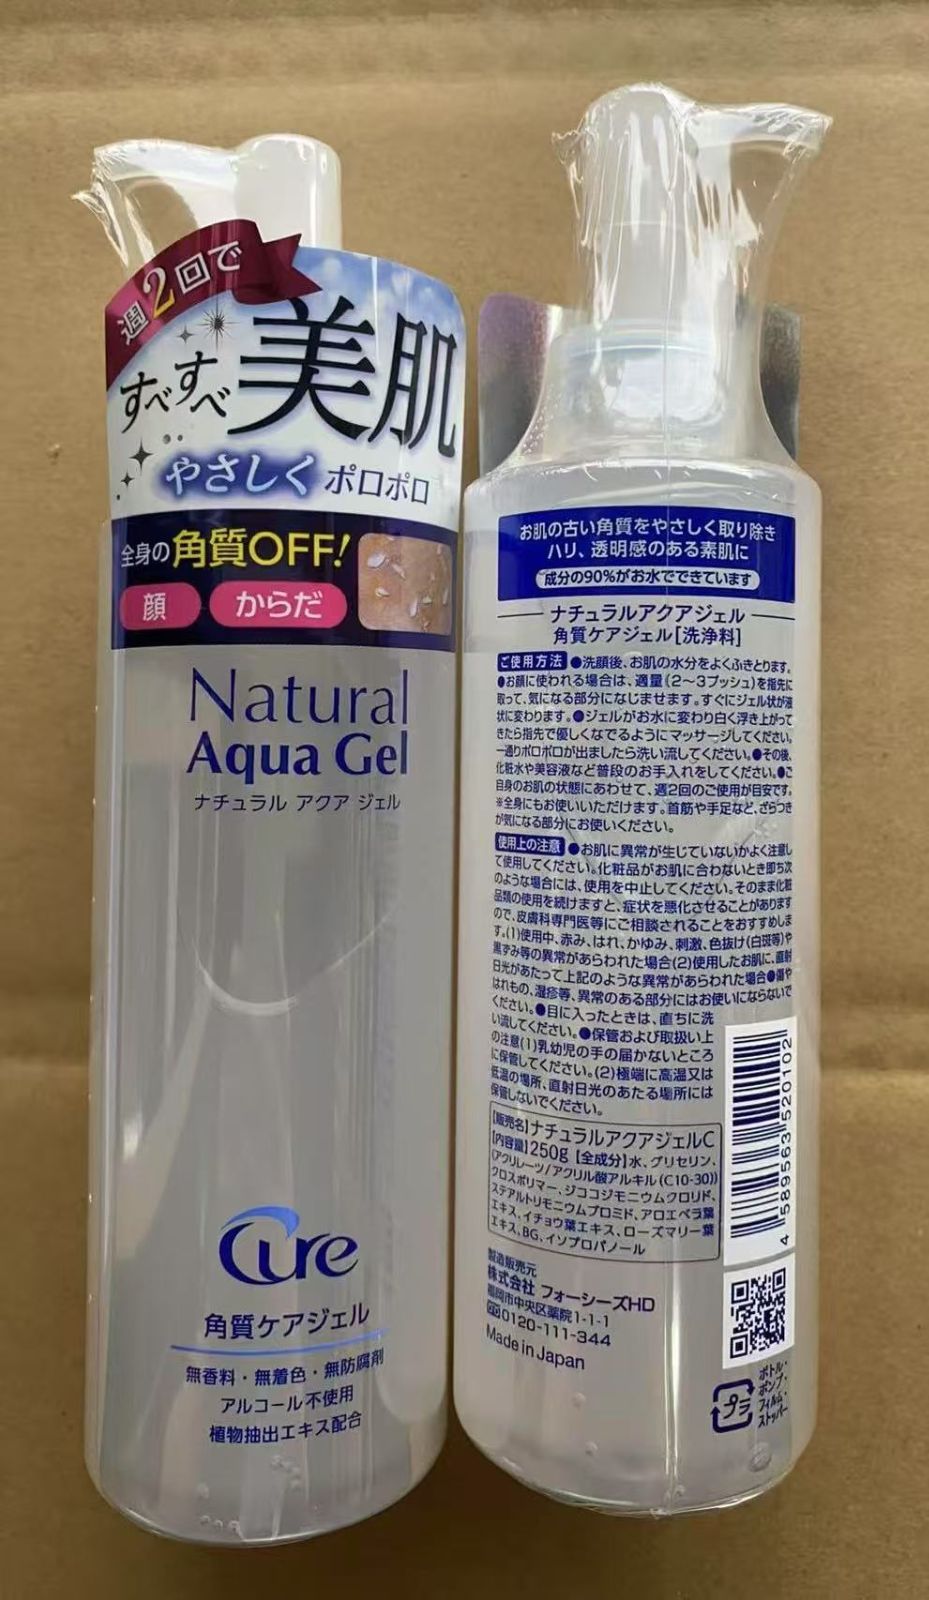 週2回で
すべすべ
美肌
やさしく ポロポロ
全身の角質OFF!
顔
からだ
Natural
Aqua Gel
ナチュラル アクア ジェル
Cure
角質ケアジェル
無香料・無着色・無防腐剤
アルコール不使用
植物抽出エキス配合
お肌の古い角質をやさしく取り除き
ハリ、透明感のある素肌に
成分の90%がお水でできています
ナチュラルアクアジェル
角質ケアジェル[洗浄料]
ご使用方法 ●洗顔後、お肌の水分をよくふきとります。
●お顔に使われる場合は、適量(2〜3プッシュ)を指先に
取って、気になる部分になじませます。すぐにジェル状が液
状に変わります。●ジェルがお水に変わり白く浮き上がって
きたら指先で優しくなでるようにマッサージしてください。
一通りポロポロが出ましたら洗い流してください。●その後、
化粧水や美容液など普段のお手入れをしてください。●ご
自身のお肌の状態にあわせて、週2回のご使用が目安です。
※全身にもお使いいただけます。首筋や手足など、ざらつき
が気になる部分にお使いください。
使用上の注意 ●お肌に異常が生じていないかよく注意し
て使用してください。化粧品がお肌に合わないとき即ち次
のような場合には、使用を中止してください。そのまま化粧
品類の使用を続けますと、症状を悪化させることがあります
ので、皮膚科専門医等にご相談されることをおすすめしま
す。(1)使用中、赤み、はれ、かゆみ、刺激、色抜け(白斑等)や
黒ずみ等の異常があらわれた場合(2)使用したお肌に、直射
日光があたって上記のような異常があらわれた場合●傷や
はれもの、湿疹等、異常のある部分にはお使いにならないで
ください。●目に入ったときは、直ちに洗
い流してください。●保管および取扱い上
の注意(1)乳幼児の手の届かないところ
に保管してください。(2)極端に高温又は
低温の場所、直射日光のあたる場所には
保管しないでください。
【販売名】ナチュラルアクアジェルC
【内容量】250g【全成分】水、グリセリン、
(アクリレーツ/アクリル酸アルキル(C10-30))
クロスポリマー、ジココジモニウムクロリド、
ステアルトリモニウムブロミド、アロエベラ葉
エキス、イチョウ葉エキス、ローズマリー葉
エキス、BG、イソプロパノール
製造販売元
株式会社 フォーシーズHD
福岡市中央区薬院1-1-1
0120-111-344
Made in Japan
4 589563 520102
プラ
ボトル・
ポンプ・
フィルム・
ストッパー